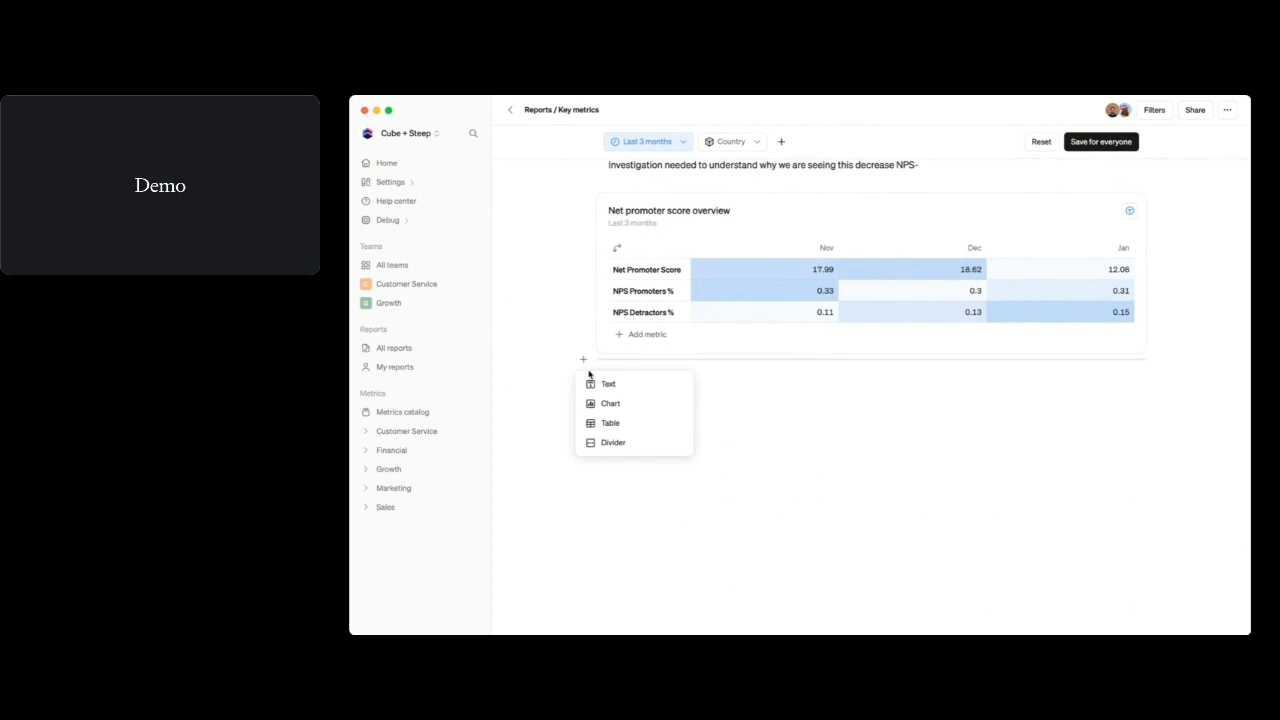 Demo
Cube + Steep
Home
Settings
Help center
Debug
Teams
All teams
C Customer Service
G Growth
Reports
All reports
My reports
Metrics
Metrics catalog
Customer Service
Financial
Growth
Marketing
Sales
Reports / Key metrics
Filters
Share
Last 3 months
Country
Reset
Save for everyone
Investigation needed to understand why we are seeing this decrease NPS-
Net promoter score overview
Last 3 months
Nov Dec Jan
Net Promoter Score 17.99 18.62 12.08
NPS Promoters % 0.33 0.3 0.31
NPS Detractors % 0.11 0.13 0.15
+ Add metric
Text
Chart
Table
Divider